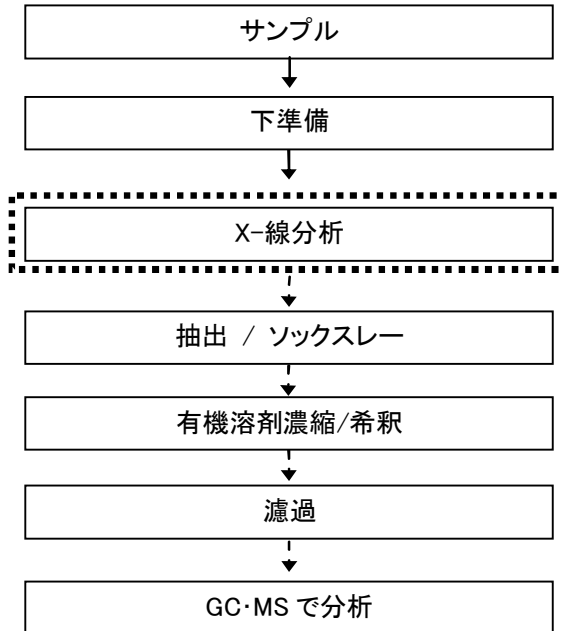 サンプル
下準備
X-線分析
抽出 / ソックスレー
有機溶剤濃縮/希釈
濾過
GC・MS で分析